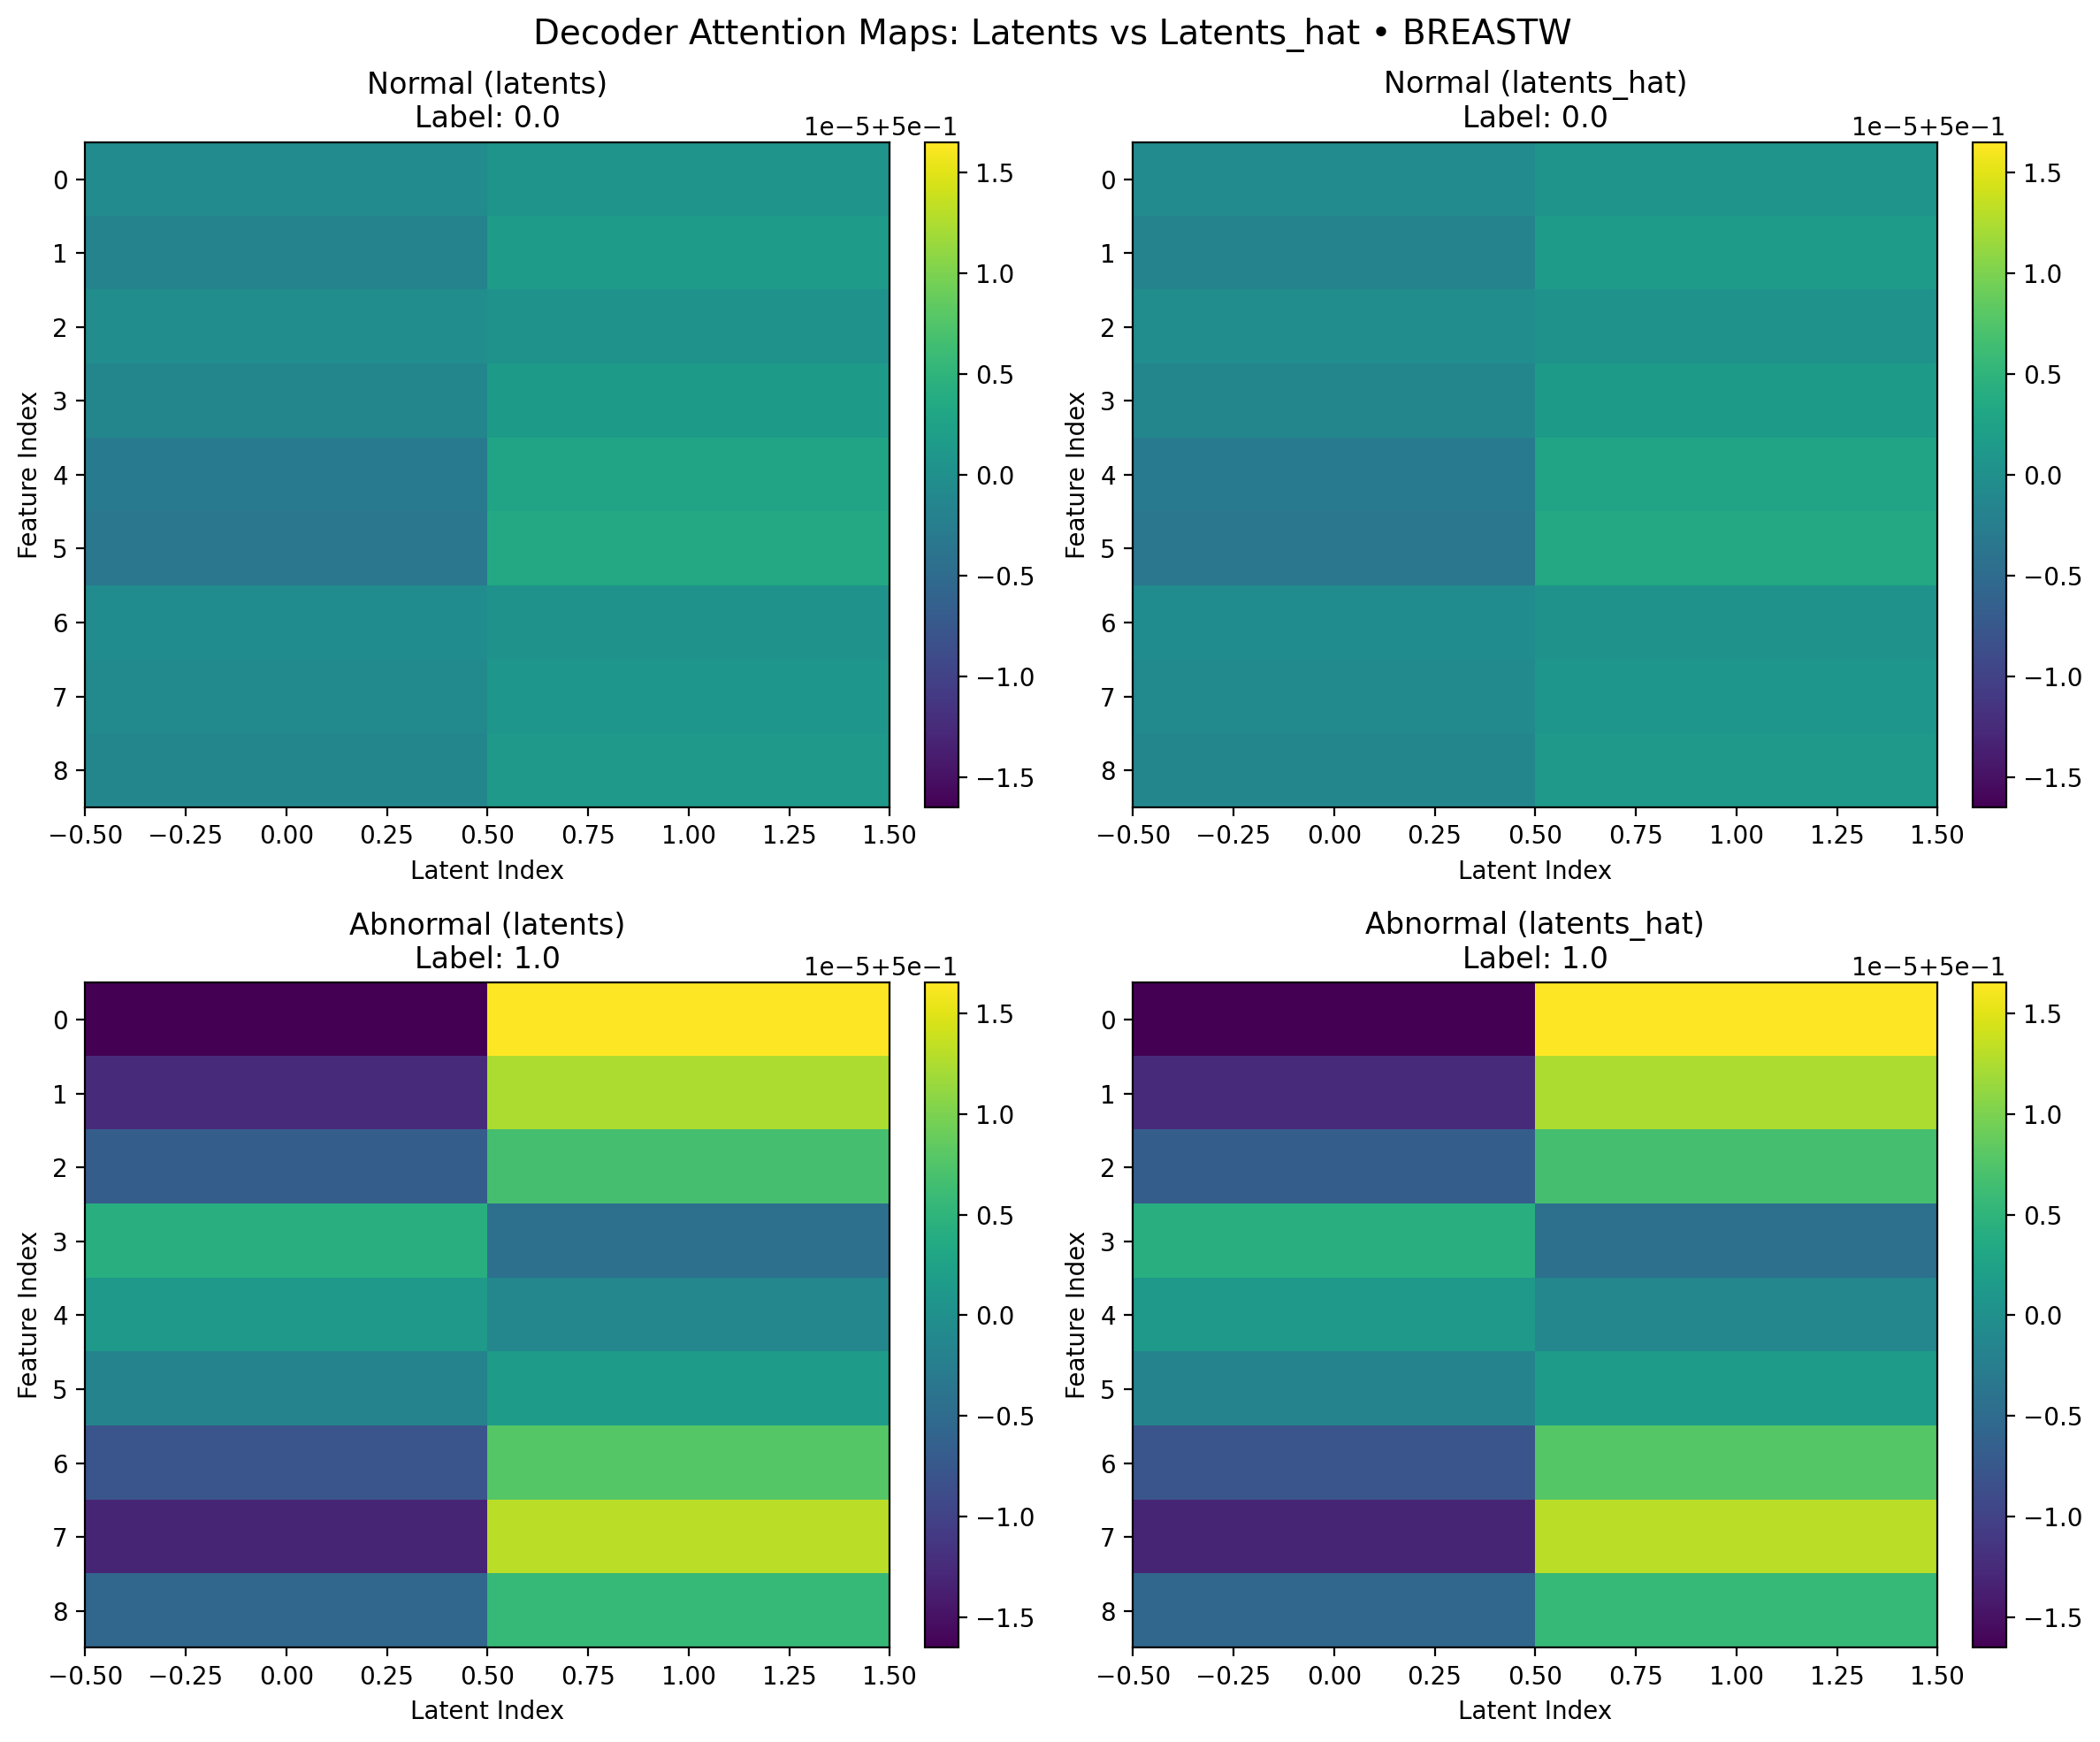 Decoder Attention Maps: Latents vs Latents_hat • BREASTW
Normal (latents)
Label: 0.0
1e−5+5e−1
Feature Index
0
1
2
3
4
5
6
7
8
−0.50 −0.25 0.00 0.25 0.50 0.75 1.00 1.25 1.50
Latent Index
1.5
1.0
0.5
0.0
−0.5
−1.0
−1.5
Normal (latents_hat)
Label: 0.0
1e−5+5e−1
Feature Index
0
1
2
3
4
5
6
7
8
−0.50 −0.25 0.00 0.25 0.50 0.75 1.00 1.25 1.50
Latent Index
1.5
1.0
0.5
0.0
−0.5
−1.0
−1.5
Abnormal (latents)
Label: 1.0
1e−5+5e−1
Feature Index
0
1
2
3
4
5
6
7
8
−0.50 −0.25 0.00 0.25 0.50 0.75 1.00 1.25 1.50
Latent Index
1.5
1.0
0.5
0.0
−0.5
−1.0
−1.5
Abnormal (latents_hat)
Label: 1.0
1e−5+5e−1
Feature Index
0
1
2
3
4
5
6
7
8
−0.50 −0.25 0.00 0.25 0.50 0.75 1.00 1.25 1.50
Latent Index
1.5
1.0
0.5
0.0
−0.5
−1.0
−1.5